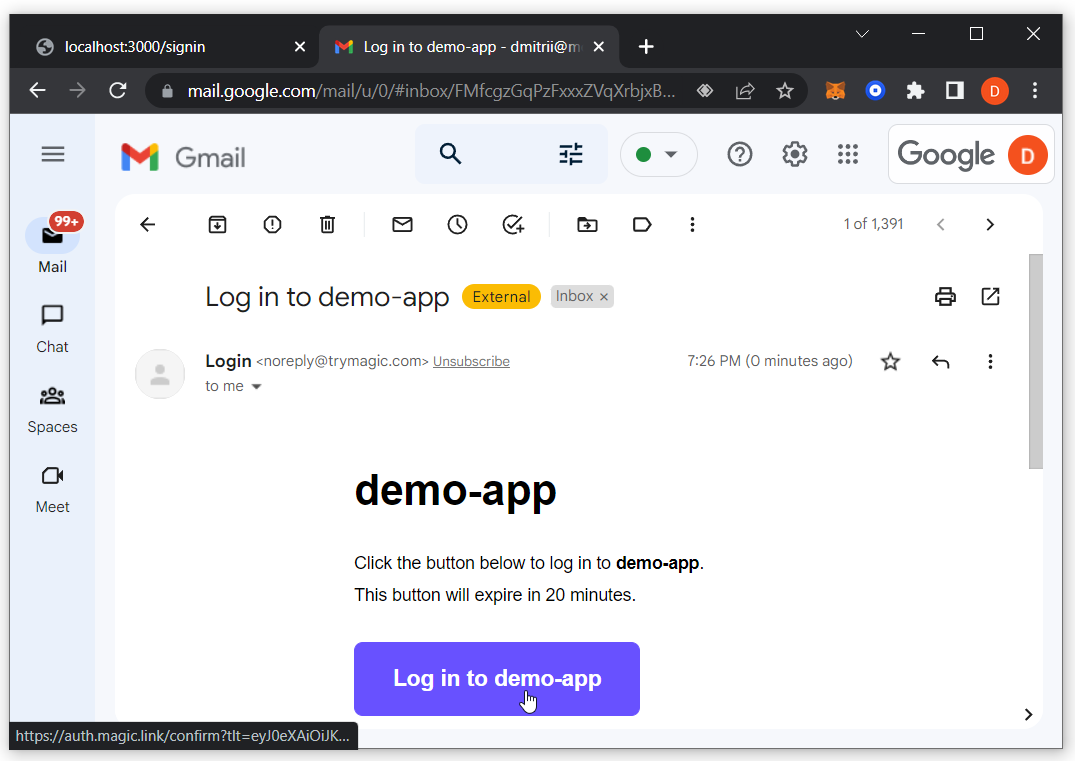 localhost:3000/signin
Log in to demo-app - dmitrii@m
mail.google.com/mail/u/0/#inbox/FMfcgzGqPzFxxxZVqXrbjxB...
D
Gmail
Google
D
99+
Mail
Chat
Spaces
Meet
1 of 1,391
Log in to demo-app External Inbox ×
Login <noreply@trymagic.com> Unsubscribe 7:26 PM (0 minutes ago)
to me
demo-app
Click the button below to log in to demo-app.
This button will expire in 20 minutes.
Log in to demo-app
https://auth.magic.link/confirm?tlt=eyJ0eXAiOiJK...